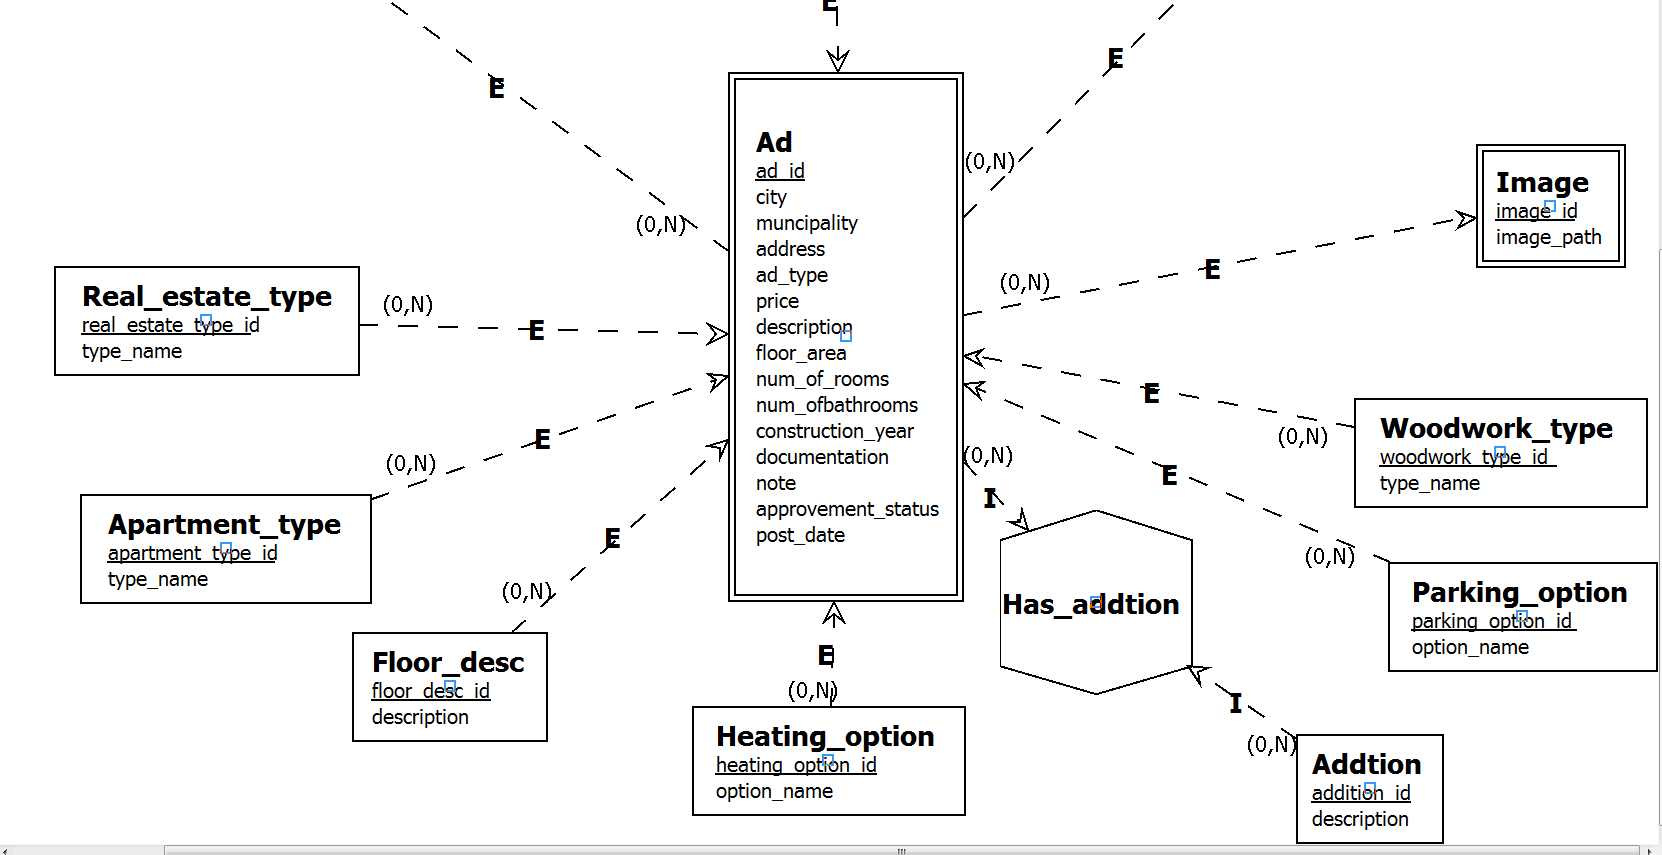 E
E
E
(0,N)
(0,N)
Ad
ad_id
city
muncipality
address
ad_type
price
description
floor_area
num_of_rooms
num_ofbathrooms
construction_year
documentation
note
approvement_status
post_date
Image
image_id
image_path
(0,N)
E
Real_estate_type
real_estate_type_id
type_name
(0,N)
E
Apartment_type
apartment_type_id
type_name
(0,N)
E
Floor_desc
floor_desc_id
description
(0,N)
E
Heating_option
heating_option_id
option_name
(0,N)
E
Woodwork_type
woodwork_type_id
type_name
(0,N)
E
Parking_option
parking_option_id
option_name
(0,N)
E
(0,N)
I
Has_addtion
I
(0,N)
Addtion
addition_id
description